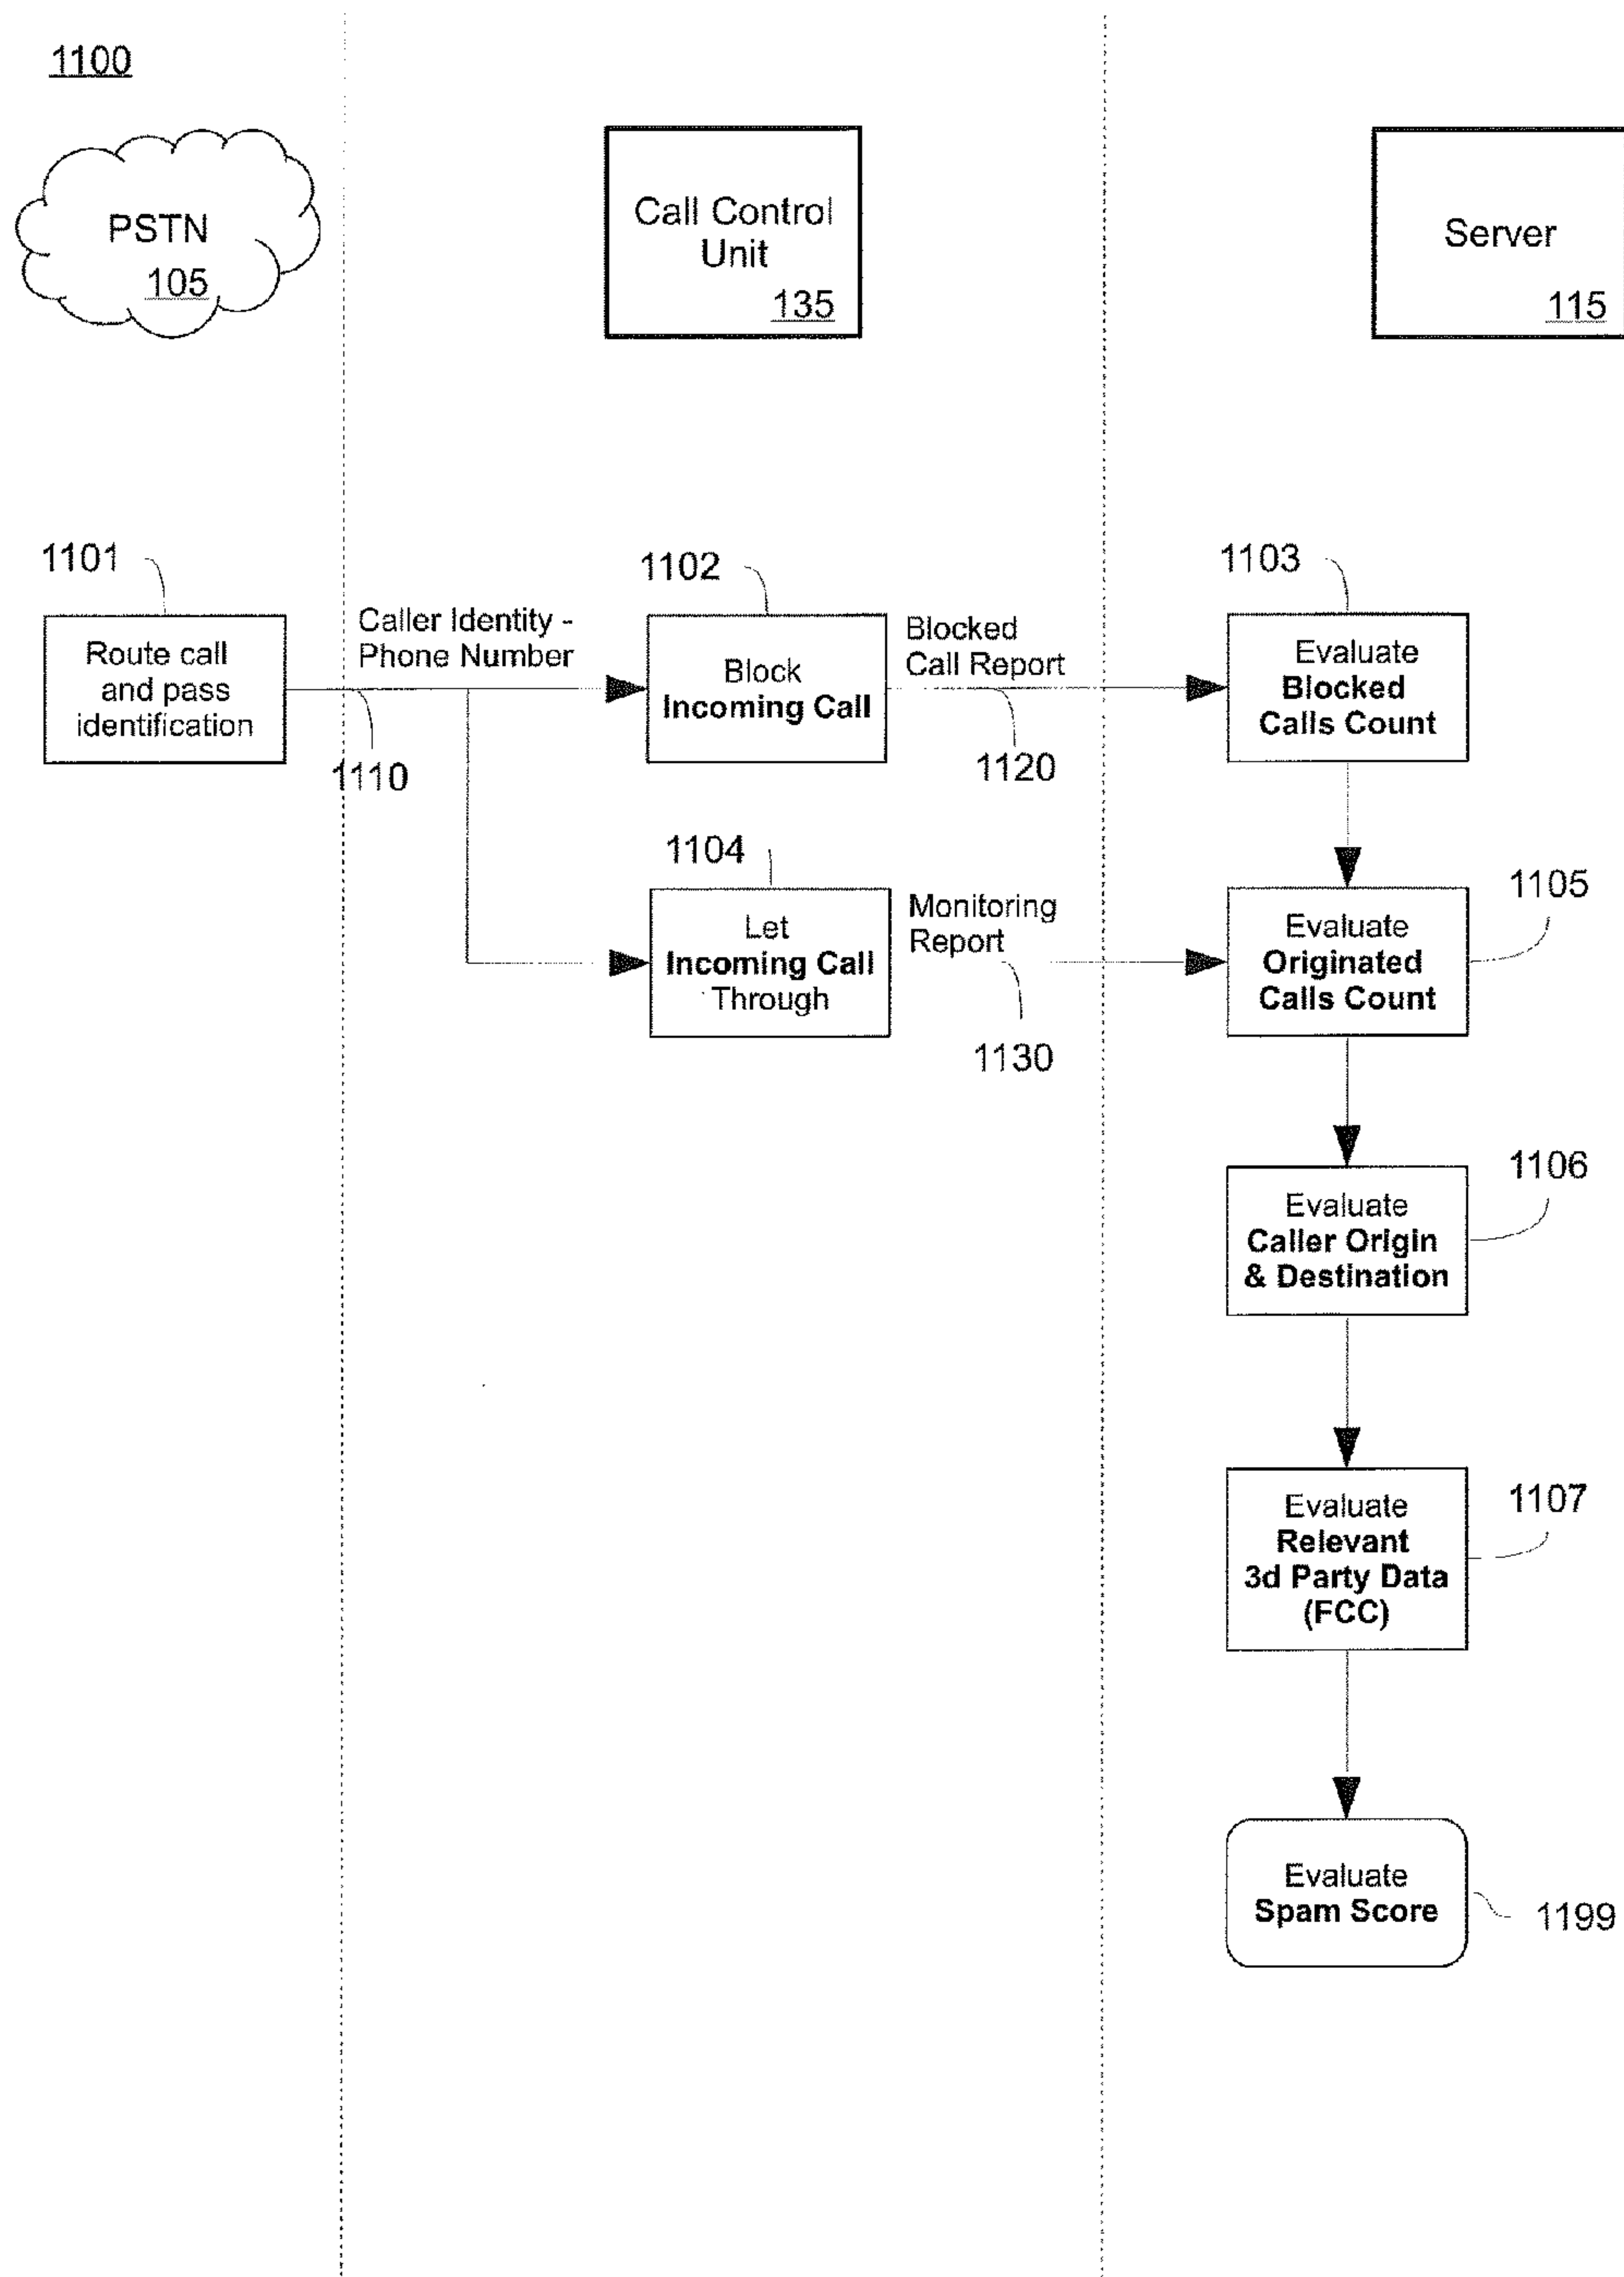 1100
PSTN
105
Call Control
Unit
135
Server
115
1101
Route call
and pass
identification
Caller Identity -
Phone Number
1110
1102
Block
Incoming Call
Blocked
Call Report
1120
1103
Evaluate
Blocked
Calls Count
1104
Let
Incoming Call
Through
Monitoring
Report
1130
1105
Evaluate
Originated
Calls Count
1106
Evaluate
Caller Origin
& Destination
1107
Evaluate
Relevant
3d Party Data
(FCC)
Evaluate
Spam Score
1199